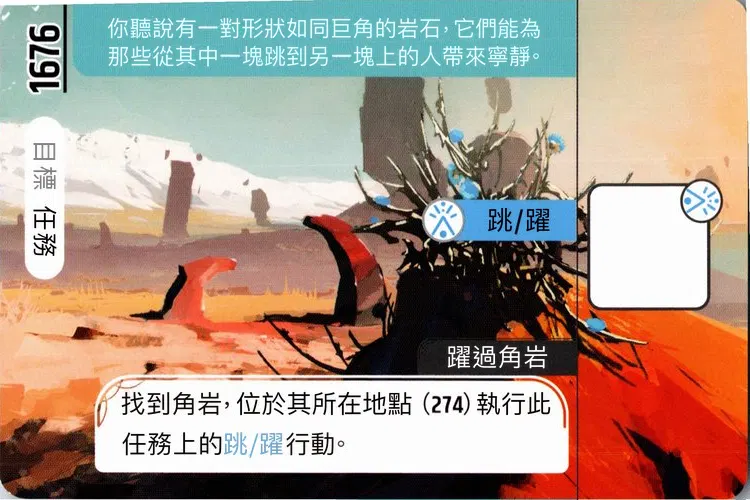 1676
你聽說有一對形狀如同巨角的岩石，它們能為
那些從其中一塊跳到另一塊上的人帶來寧靜。
目標 任務
跳/躍
躍過角岩
找到角岩，位於其所在地點（274）執行此
任務上的跳/躍行動。